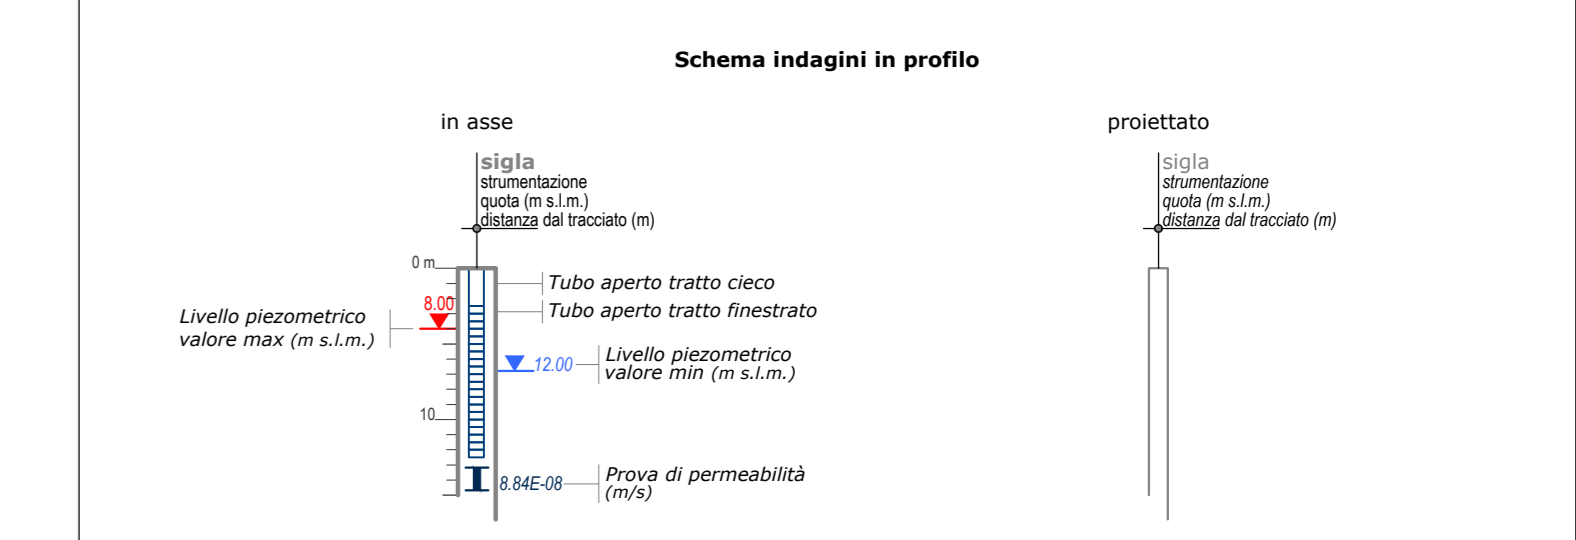 Schema indagini in profilo
in asse
sigla
strumentazione
quota (m s.l.m.)
distanza dal tracciato (m)
0 m
Tubo aperto tratto cieco
8.00
Tubo aperto tratto finestrato
Livello piezometrico
valore max (m s.l.m.)
12.00
Livello piezometrico
valore min (m s.l.m.)
10
8.84E-08
Prova di permeabilità
(m/s)
proiettato
sigla
strumentazione
quota (m s.l.m.)
distanza dal tracciato (m)